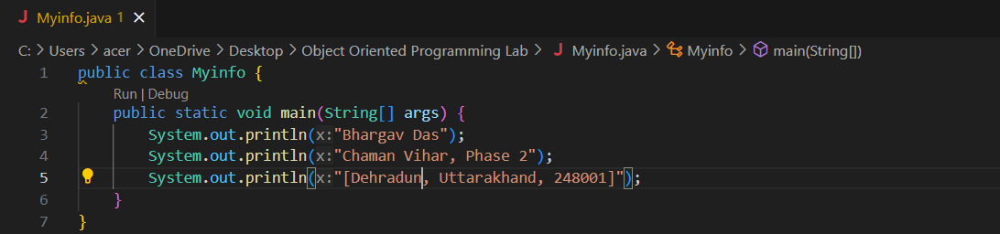 J Myinfo.java 1 ×
C: > Users > acer > OneDrive > Desktop > Object Oriented Programming Lab > J Myinfo.java > Myinfo > main(String[])
1 public class Myinfo {
Run | Debug
2 public static void main(String[] args) {
3 System.out.println(x:"Bhargav Das");
4 System.out.println(x:"Chaman Vihar, Phase 2");
5 System.out.println(x:"[Dehradun, Uttarakhand, 248001]");
6 }
7 }